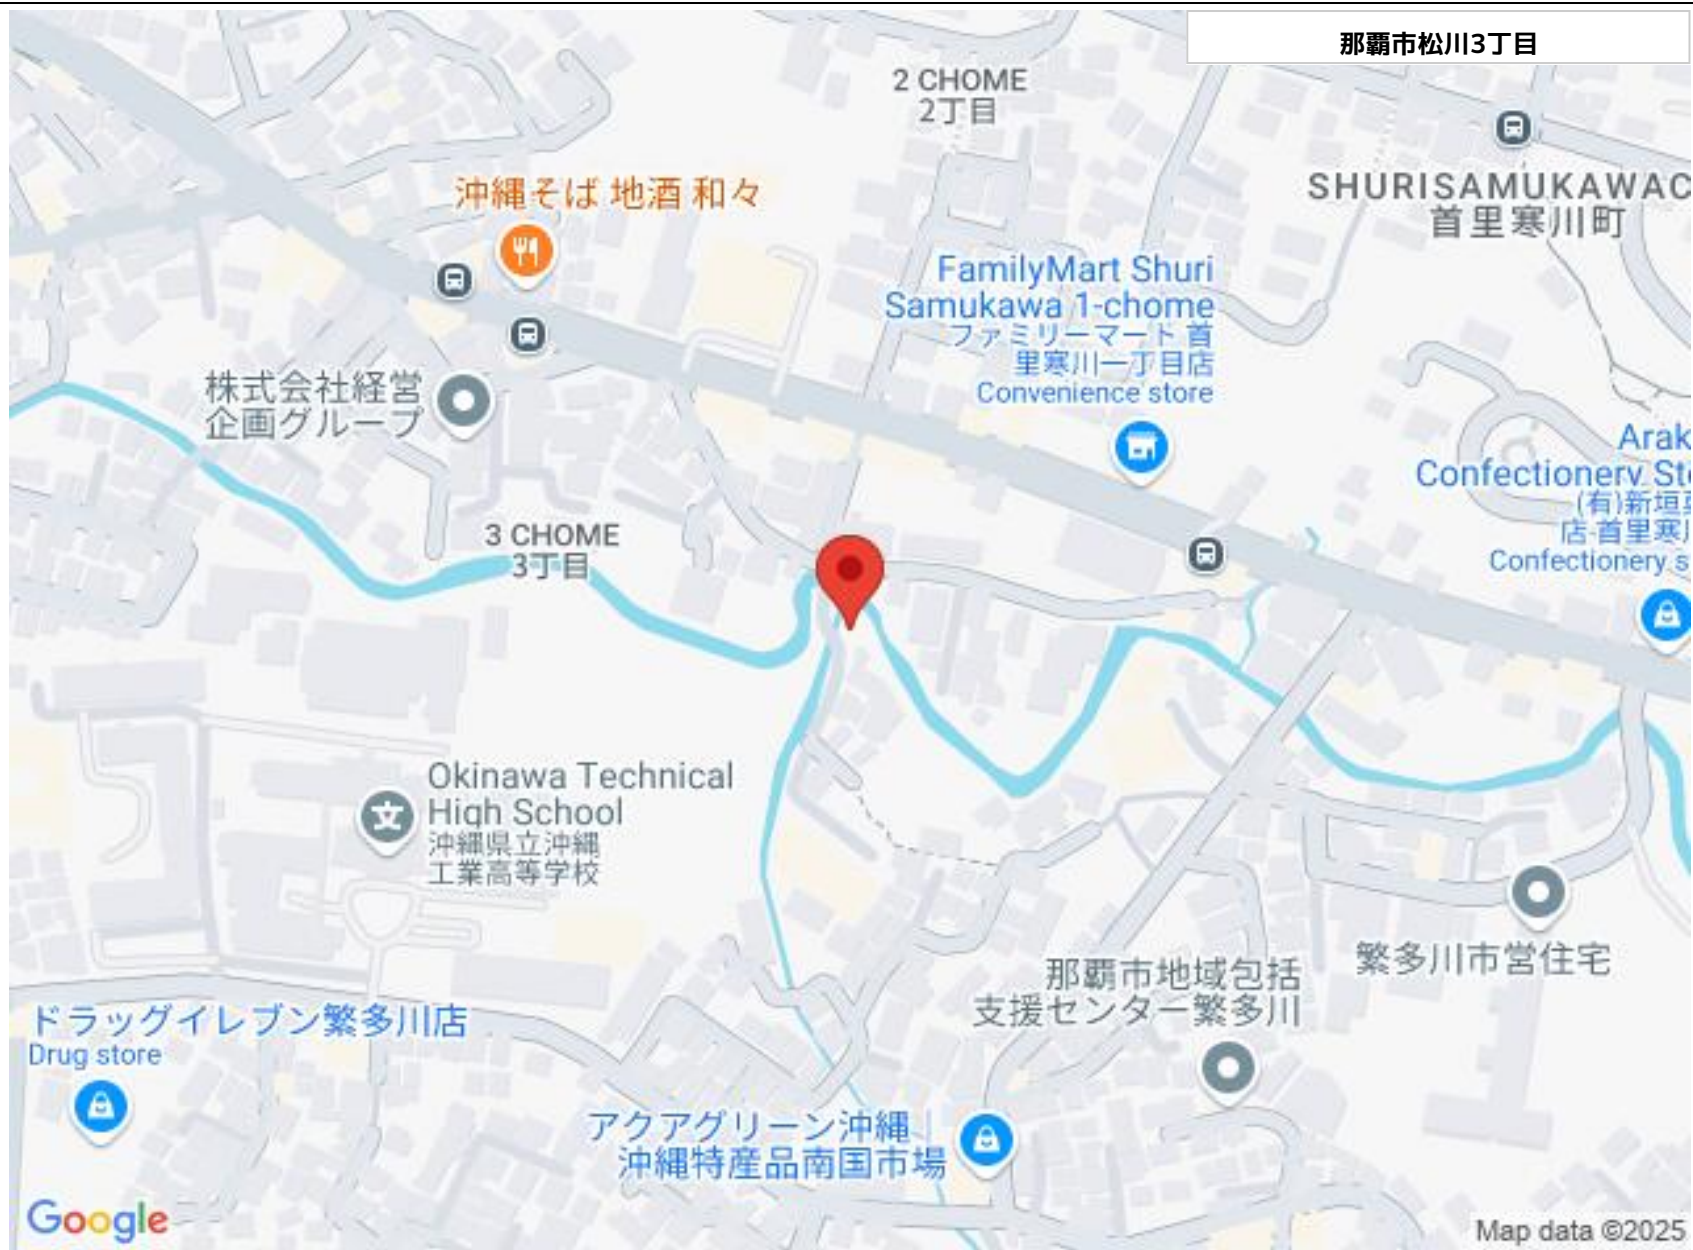 那覇市松川3丁目
2 CHOME
2丁目
SHURISAMUKAWAC
首里寒川町
沖縄そば 地酒 和々
FamilyMart Shuri
Samukawa 1-chome
ファミリーマート 首
里寒川一丁目店
Convenience store
株式会社経営
企画グループ
Arak
Confectionery Sto
(有)新垣
店-首里寒川
Confectionery s
3 CHOME
3丁目
Okinawa Technical
High School
沖縄県立沖縄
工業高等学校
繁多川市営住宅
那覇市地域包括
支援センター繁多川
ドラッグイレブン繁多川店
Drug store
アクアグリーン沖縄｜
沖縄特産品南国市場
Google
Map data ©2025